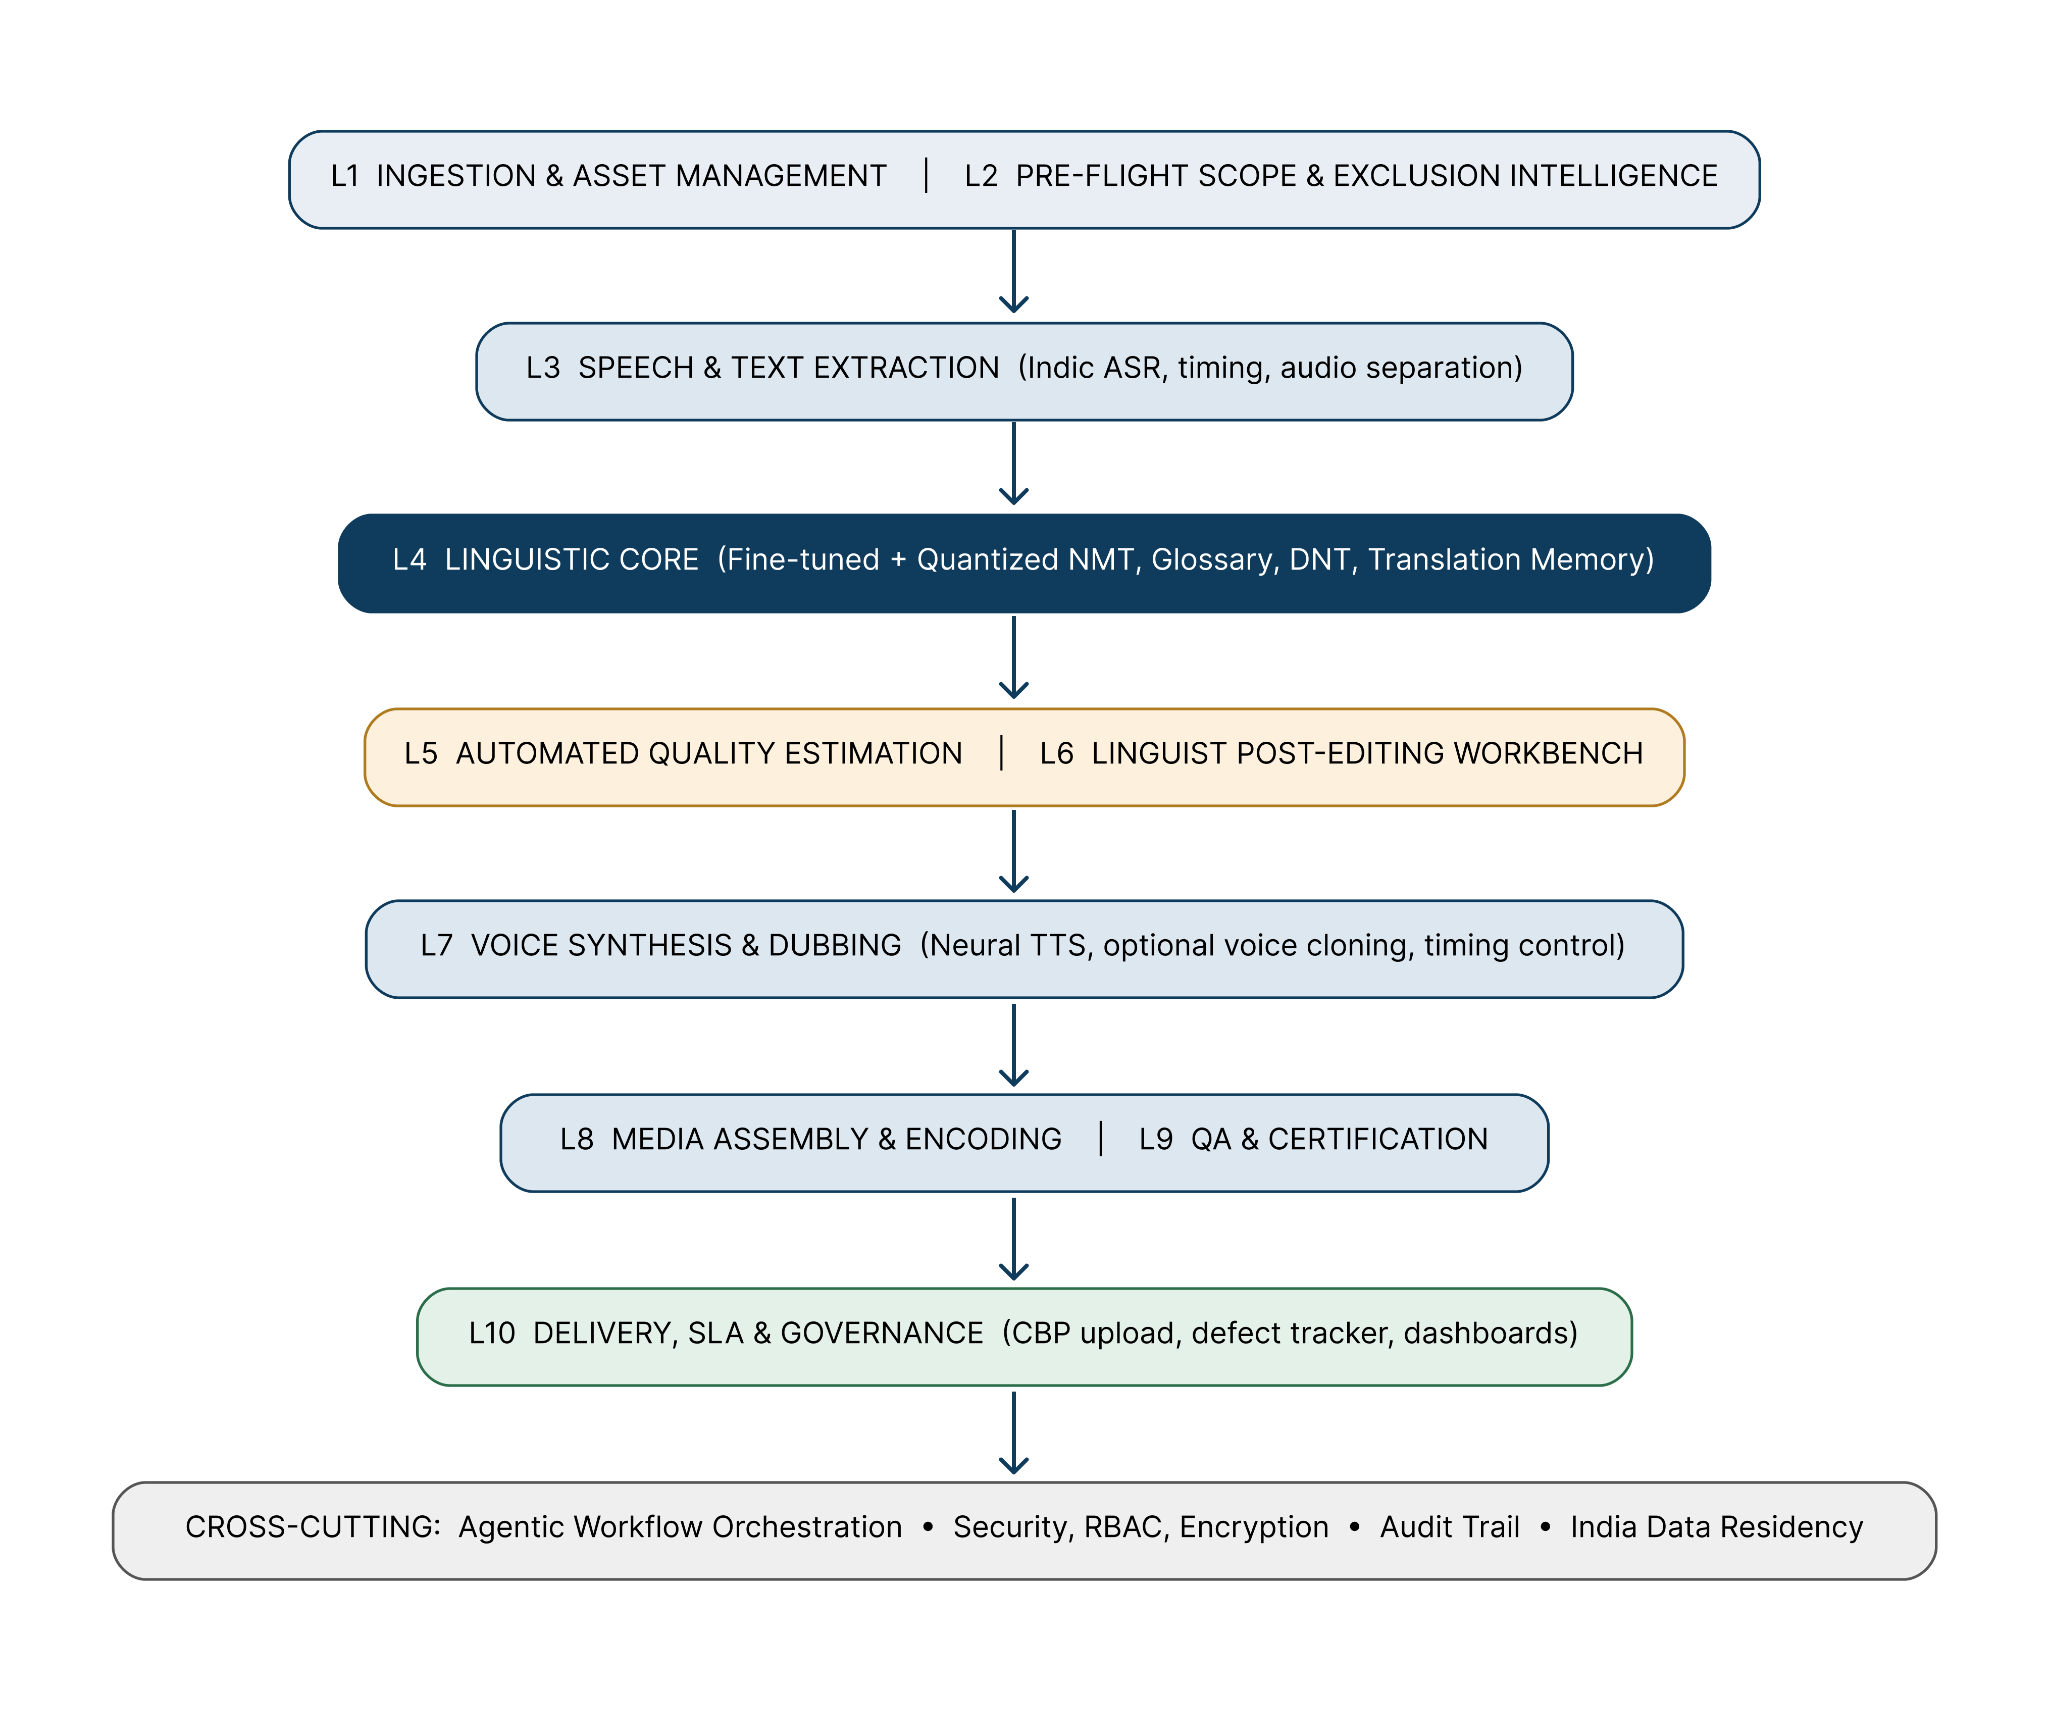 L1 INGESTION & ASSET MANAGEMENT | L2 PRE-FLIGHT SCOPE & EXCLUSION INTELLIGENCE
L3 SPEECH & TEXT EXTRACTION (Indic ASR, timing, audio separation)
L4 LINGUISTIC CORE (Fine-tuned + Quantized NMT, Glossary, DNT, Translation Memory)
L5 AUTOMATED QUALITY ESTIMATION | L6 LINGUIST POST-EDITING WORKBENCH
L7 VOICE SYNTHESIS & DUBBING (Neural TTS, optional voice cloning, timing control)
L8 MEDIA ASSEMBLY & ENCODING | L9 QA & CERTIFICATION
L10 DELIVERY, SLA & GOVERNANCE (CBP upload, defect tracker, dashboards)
CROSS-CUTTING: Agentic Workflow Orchestration • Security, RBAC, Encryption • Audit Trail • India Data Residency